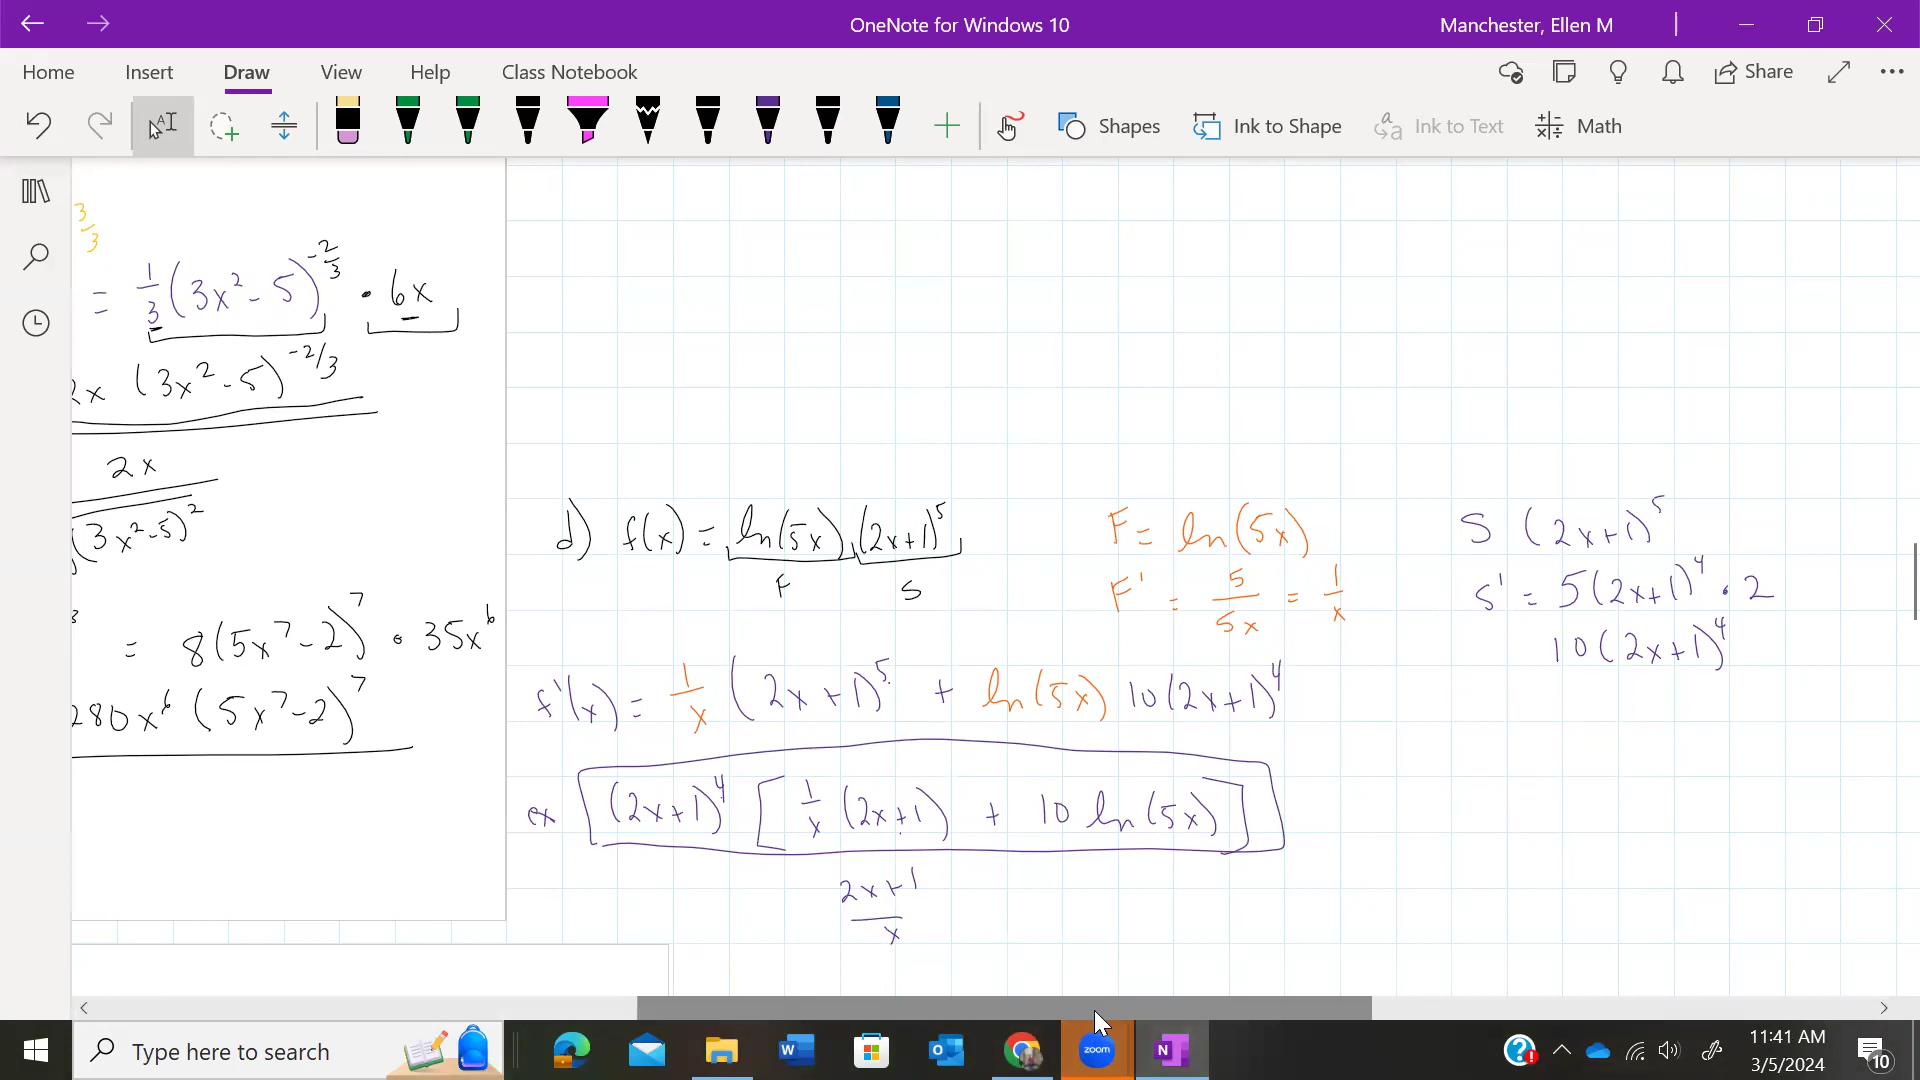 OneNote for Windows 10
Manchester, Ellen M
Home Insert Draw View Help Class Notebook
Share
Shapes Ink to Shape Ink to Text Math
3/3
= 1/3 (3x² - 5)^(-2/3) • 6x
2x (3x² - 5)^(-2/3)
2x
(3x² - 5)²
= 8(5x⁷ - 2)⁷ • 35x⁶
280x⁶ (5x⁷ - 2)⁷
d) f(x) = ln(5x) (2x+1)⁵
F S
F = ln(5x)
F' = 5/5x = 1/x
S (2x+1)⁵
S' = 5(2x+1)⁴ • 2
10(2x+1)⁴
f'(x) = 1/x (2x+1)⁵ + ln(5x) 10(2x+1)⁴
(2x+1)⁴ [1/x (2x+1) + 10 ln(5x)]
2x+1
x
Type here to search
zoom
11:41 AM
3/5/2024
10